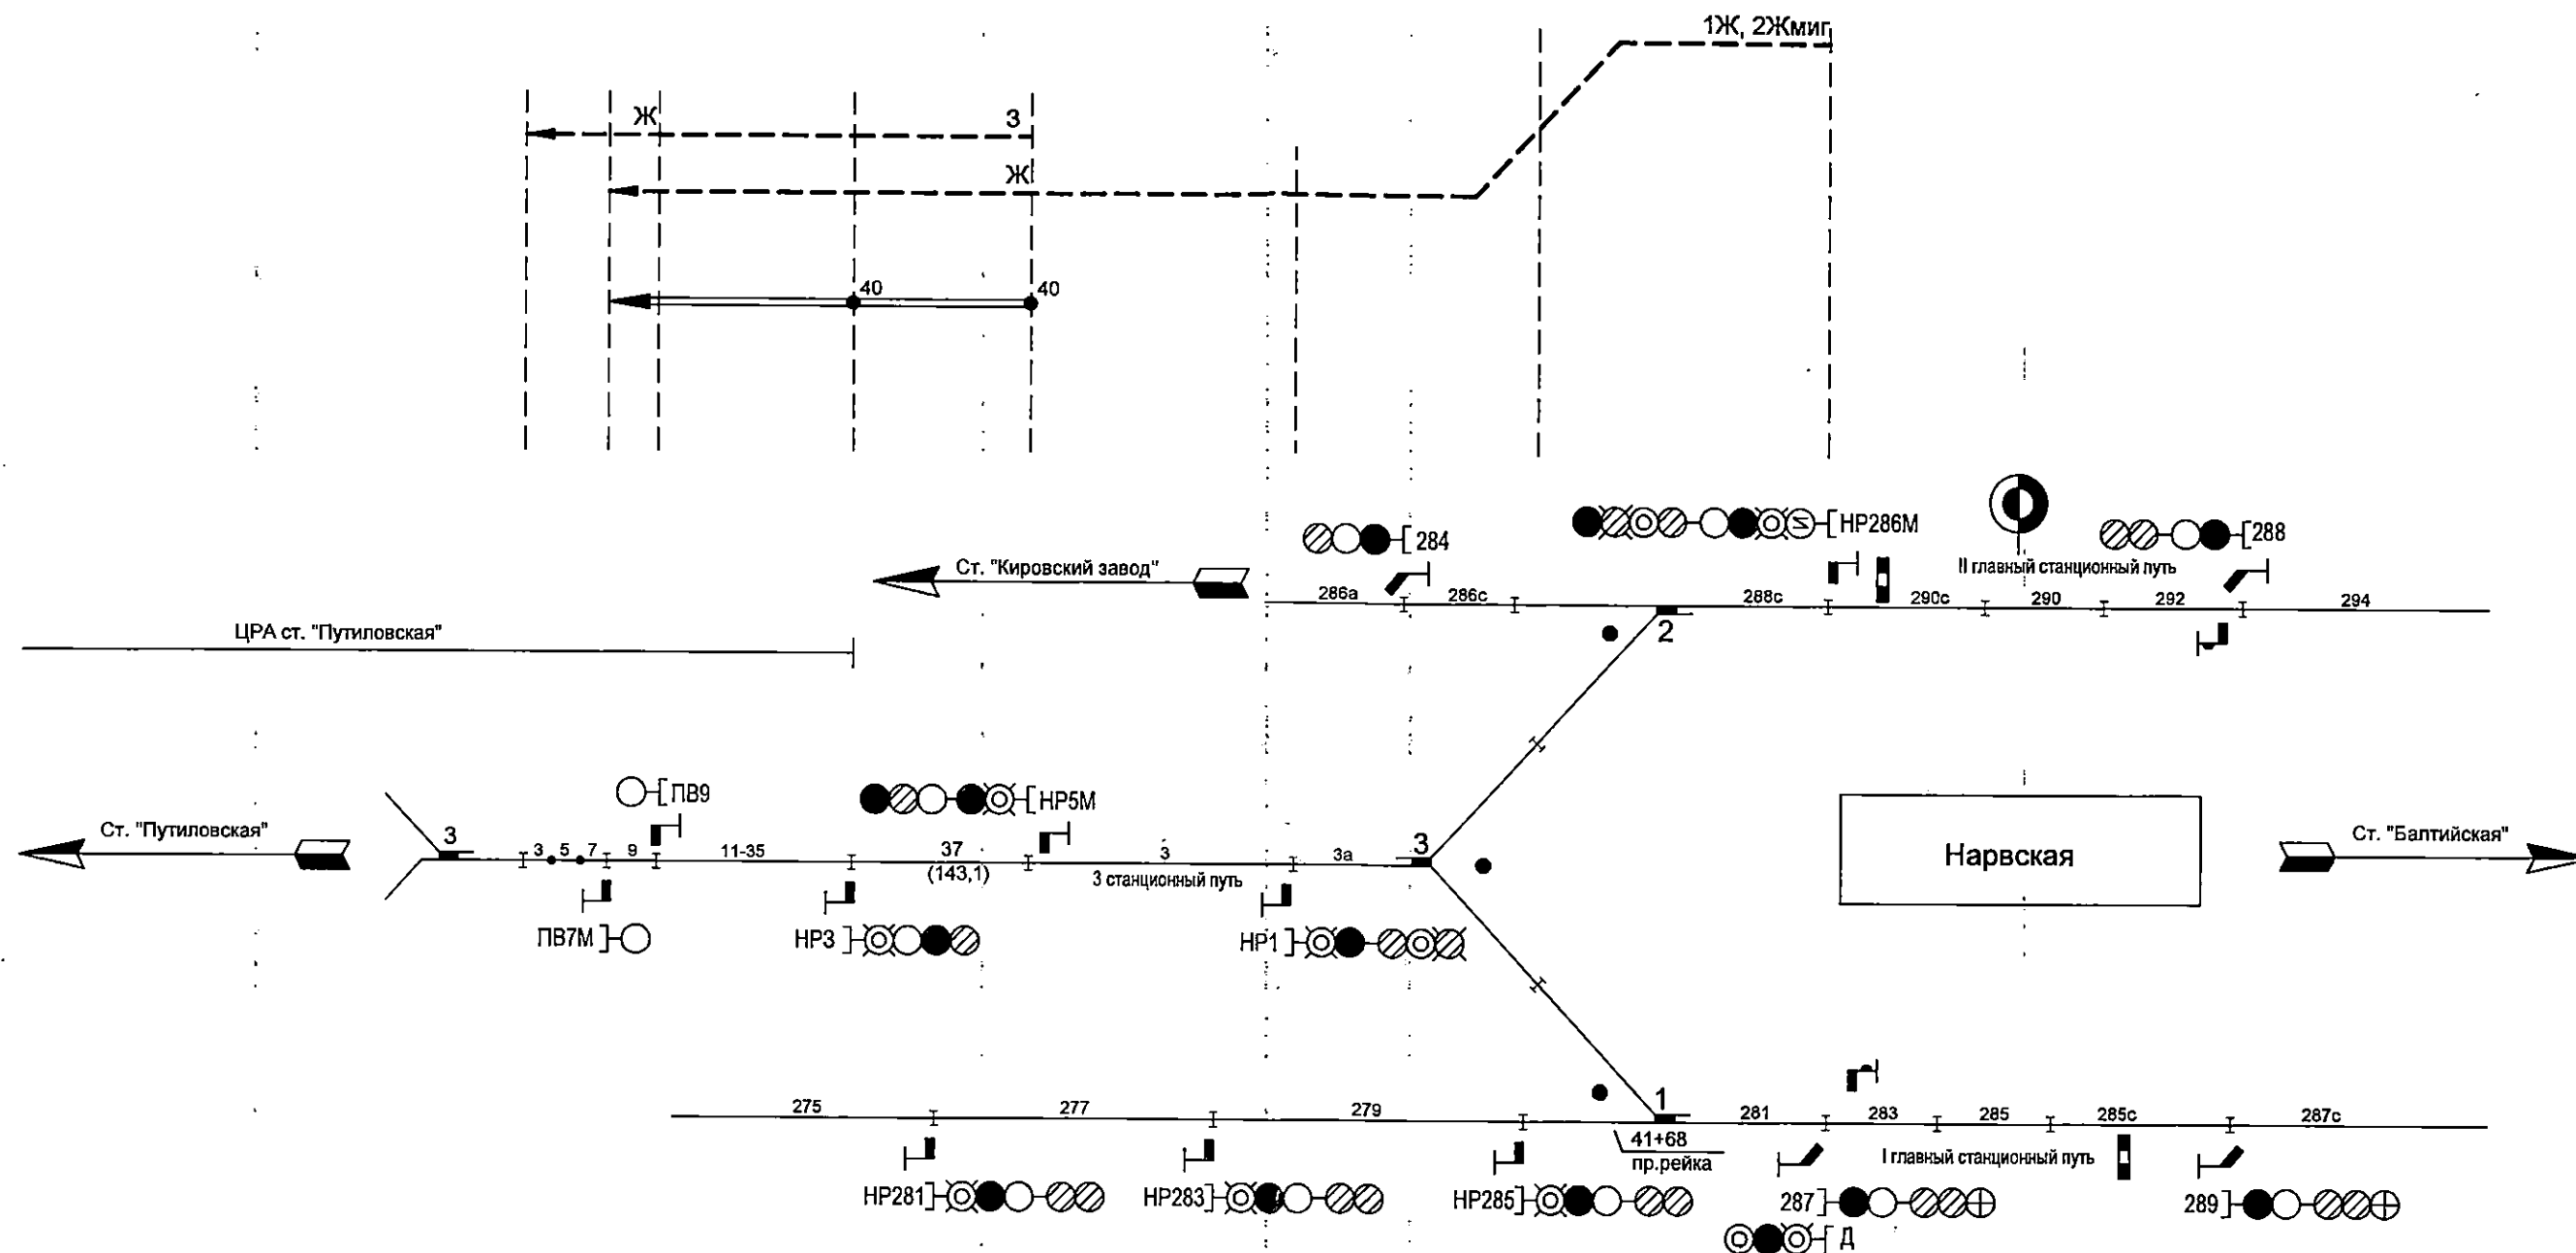 1Ж, 2Жмиг
Ж 3
Ж
40 40
284 НР286М 288
Ст. "Кировский завод" II главный станционный путь
286а 286с 288с 290с 290 292 294
ЦРА ст. "Путиловская" 2
ПВ9 НР5М
Ст. "Путиловская" 3 3 5 7 9 11-35 37 3 3а 3 Нарвская Ст. "Балтийская"
(143,1) 3 станционный путь
ПВ7М НР3 НР1
275 277 279 1 281 283 285 285с 287с
41+68
пр.рейка I главный станционный путь
НР281 НР283 НР285 287 289
Д